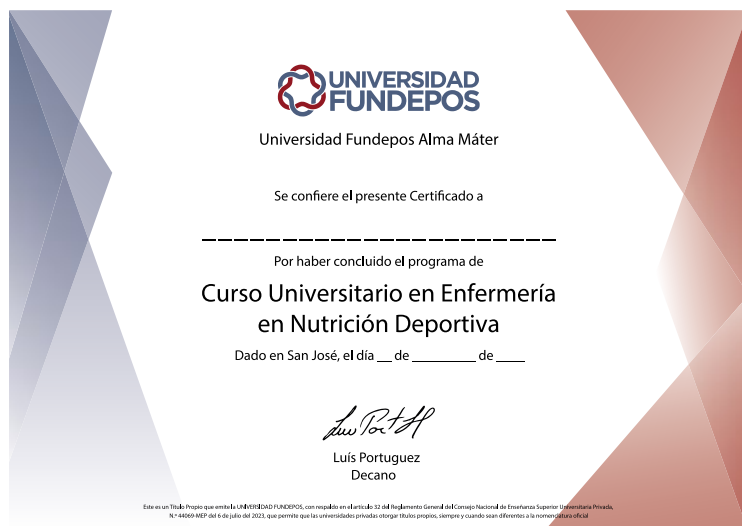 UNIVERSIDAD
FUNDEPOS
Universidad Fundepos Alma Máter
Se confiere el presente Certificado a
Por haber concluido el programa de
Curso Universitario en Enfermería
en Nutrición Deportiva
Dado en San José, el día __ de ________ de ____
Luís Portuguez
Decano
Este es un Título Propio que emite la UNIVERSIDAD FUNDEPOS, con respaldo en el artículo 32 del Reglamento General del Consejo Nacional de Enseñanza Superior Universitaria Privada,
N.º 44069-MEP del 6 de julio del 2023, que permite que las universidades privadas otorgar títulos propios, siempre y cuando sean diferentes a la nomenclatura oficial